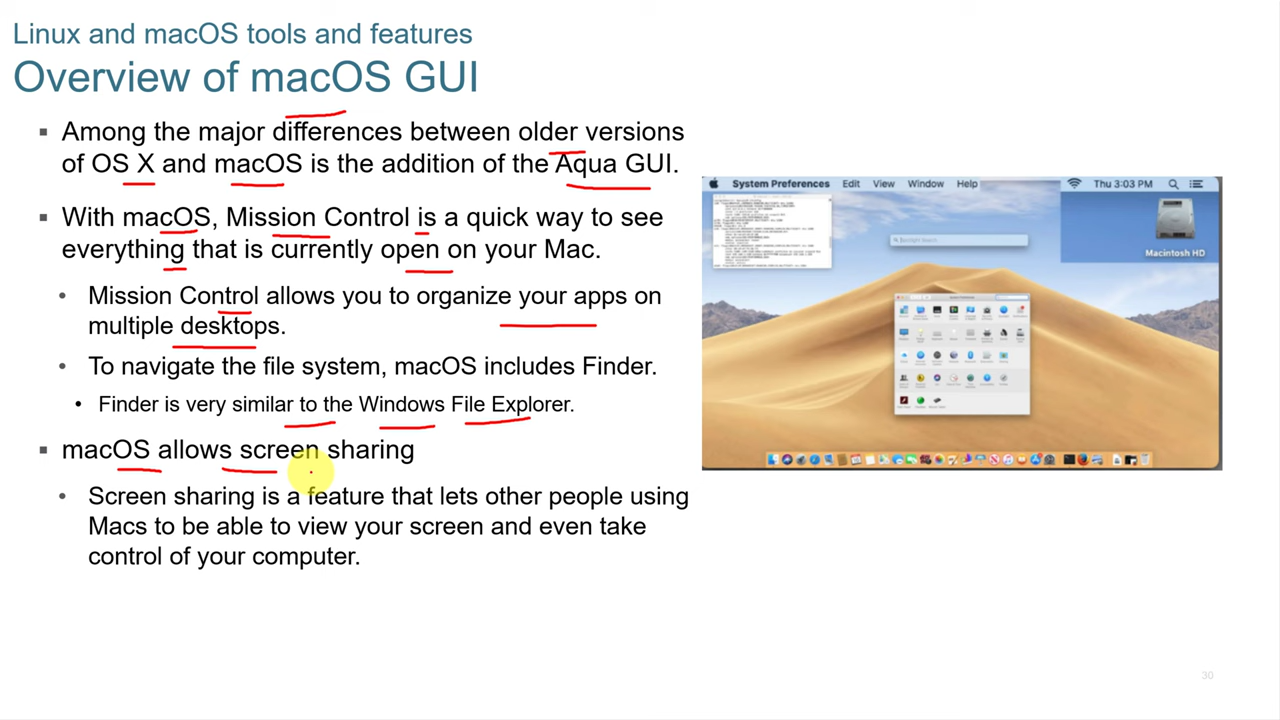 Linux and macOS tools and features
Overview of macOS GUI
Among the major differences between older versions
of OS X and macOS is the addition of the Aqua GUI.
With macOS, Mission Control is a quick way to see
everything that is currently open on your Mac.
Mission Control allows you to organize your apps on
multiple desktops.
To navigate the file system, macOS includes Finder.
Finder is very similar to the Windows File Explorer.
macOS allows screen sharing
Screen sharing is a feature that lets other people using
Macs to be able to view your screen and even take
control of your computer.
System Preferences Edit View Window Help Thu 3:03 PM
Spotlight Search
Macintosh HD
System Preferences
30